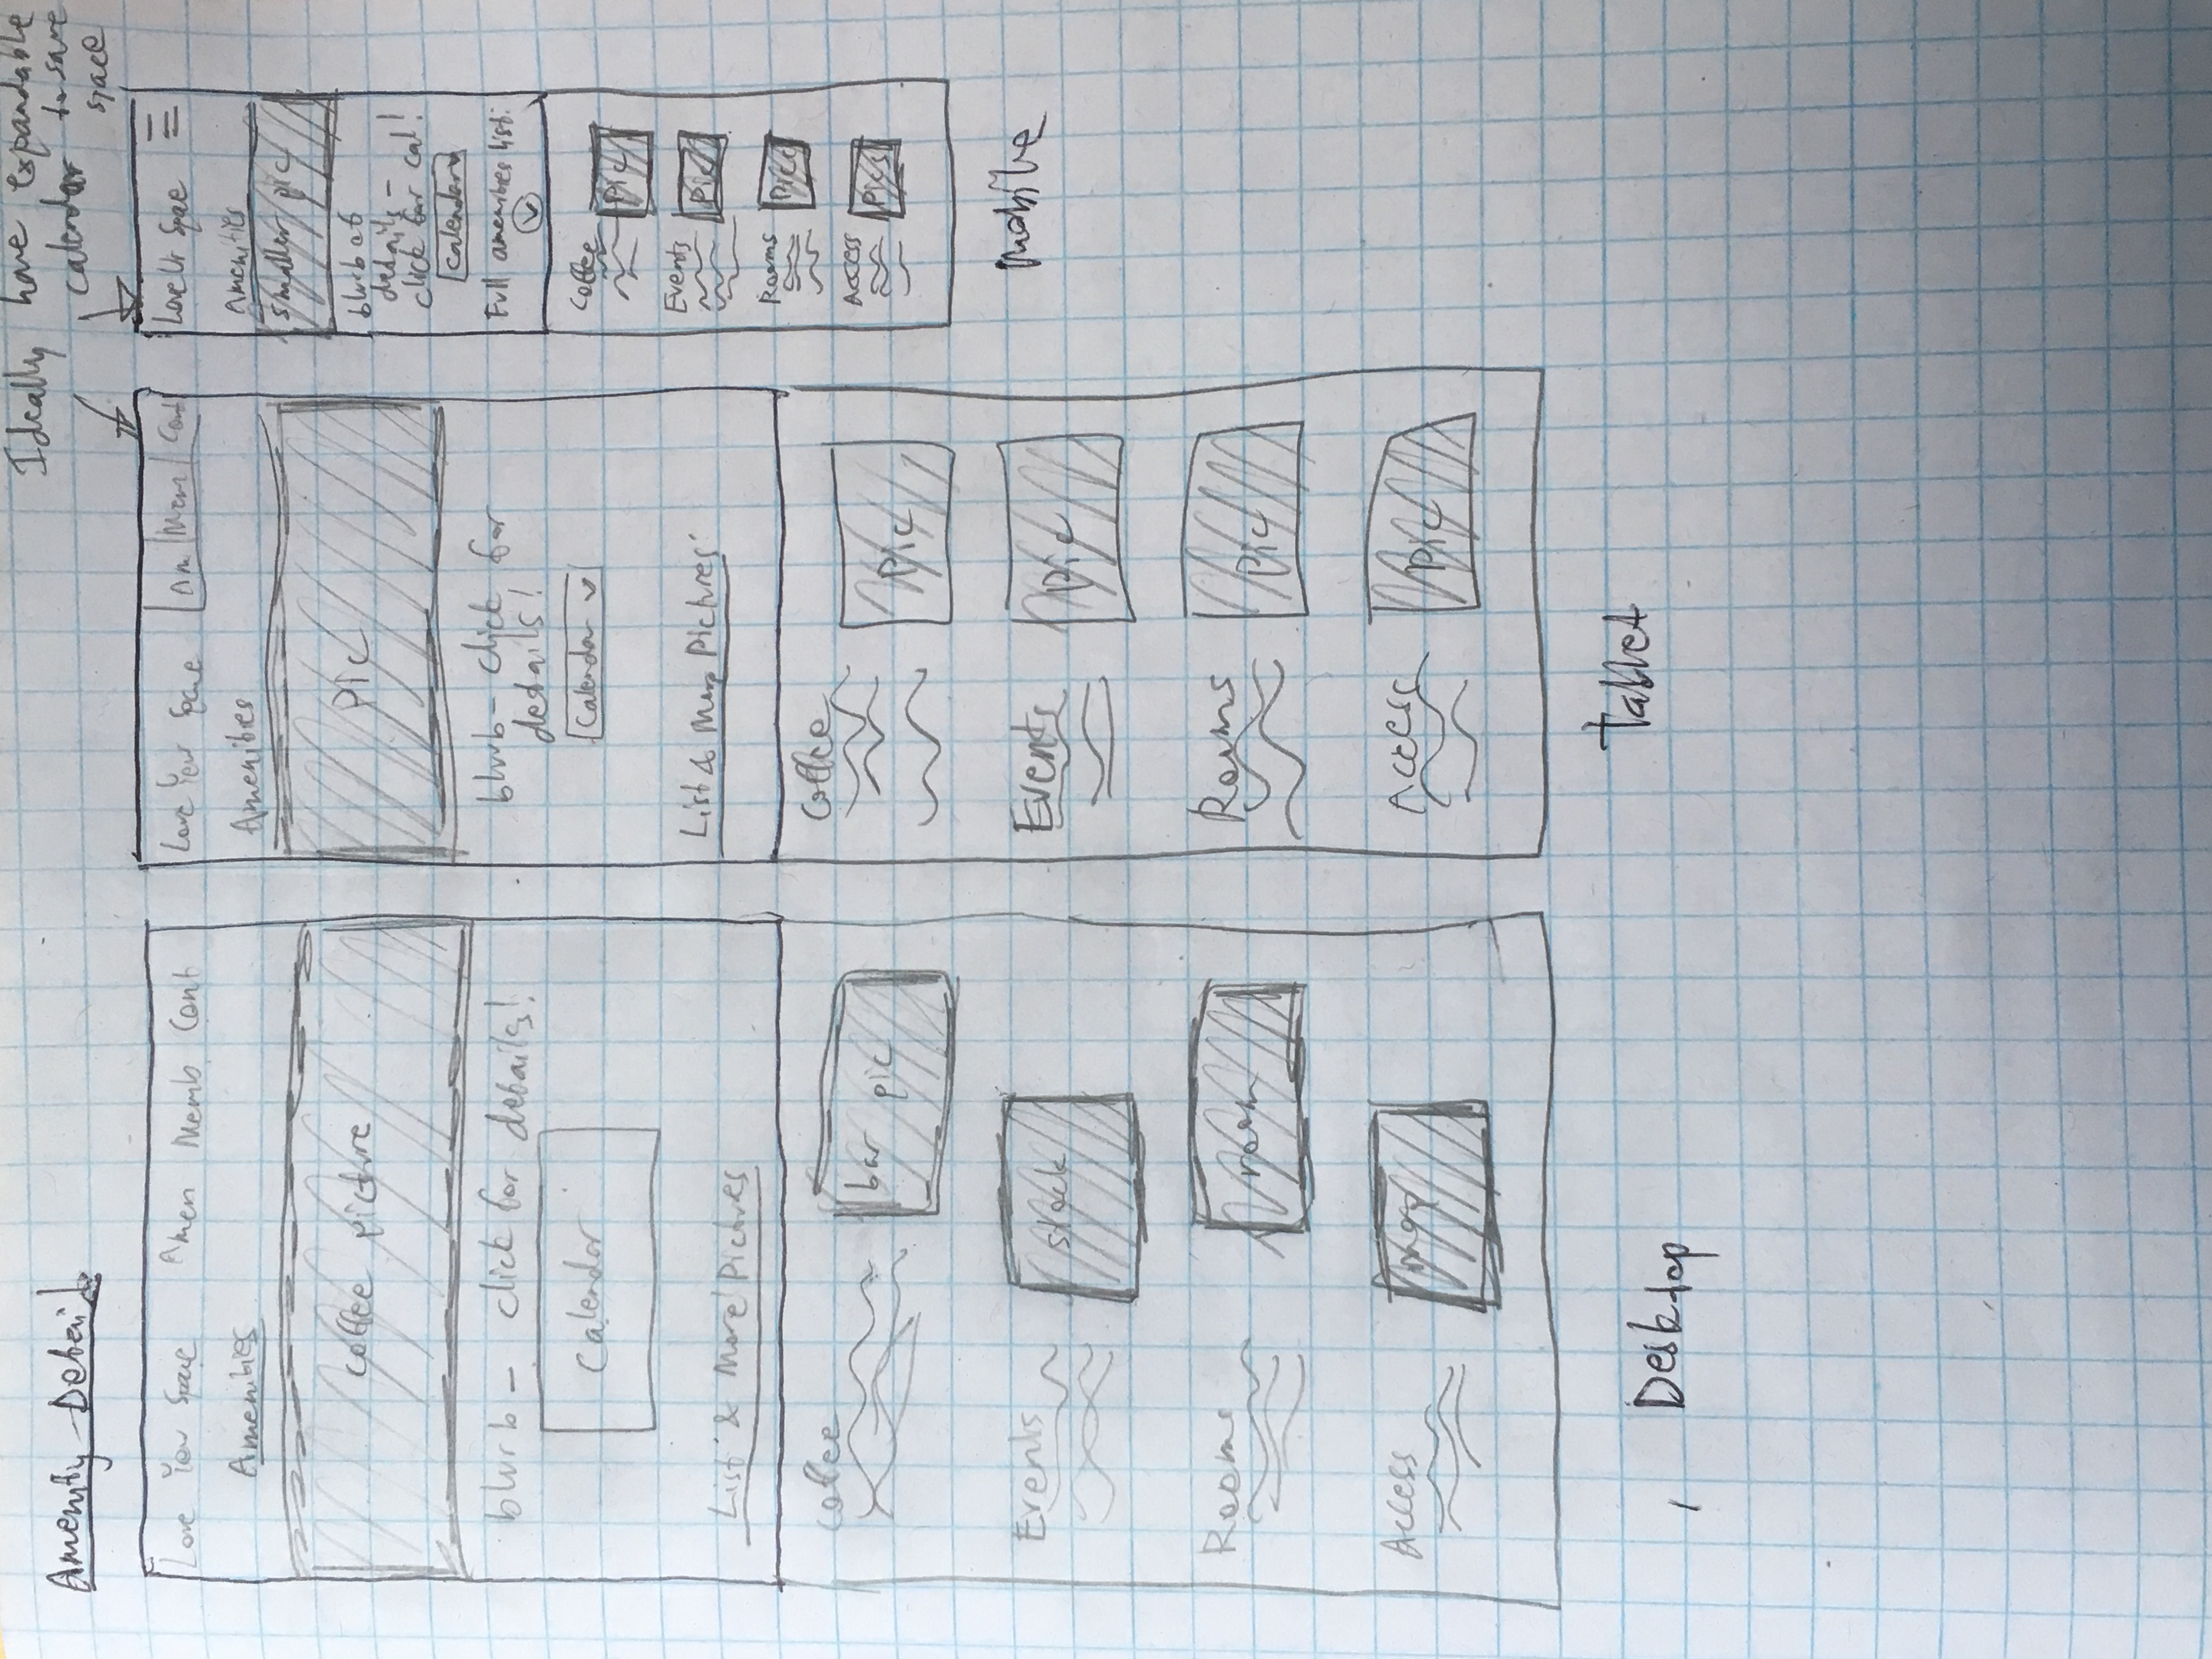 Ideally have expandable
calendar to save
space
Amenity Detail
Love Your Space Amen Memb Cont
Amenities
coffee picture
blurb - click for details!
Calendar
List & More Pictures
Coffee
bar pic
Events
stock
Rooms
room
Access
map
Desktop
Love Your Space Am Mem Cont
Amenities
Pic
blurb - click for
details!
Calendar
List & More Pictures
Coffee
Pic
Events
Pic
Rooms
Pic
Access
Pic
Tablet
Love Ur Space
Amenities
smaller pic
blurb of
details -
click for cal!
Calendar
Full amenities list:
Coffee
Pic
Events
Pic
Rooms
Pic
Access
Pics
Mobile